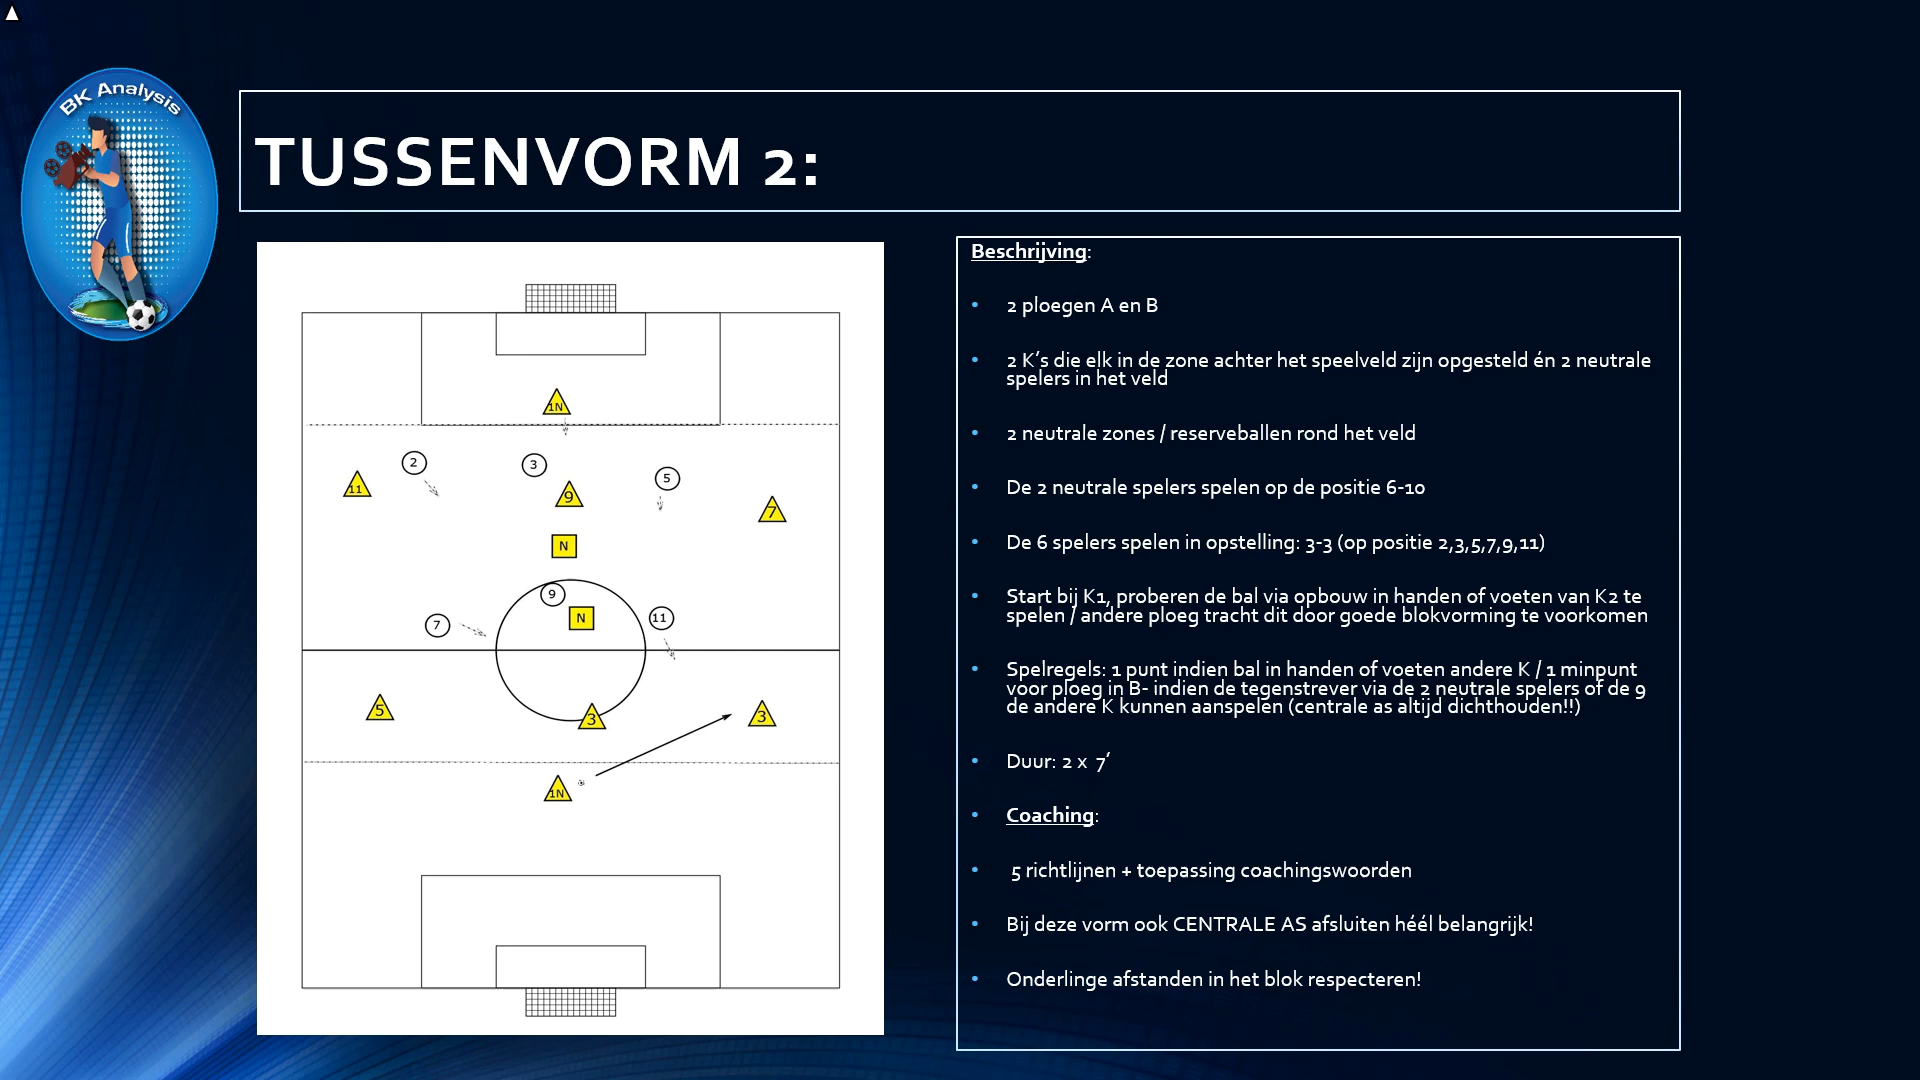 BK Analysis
TUSSENVORM 2:
Beschrijving:
• 2 ploegen A en B
• 2 K’s die elk in de zone achter het speelveld zijn opgesteld én 2 neutrale
spelers in het veld
• 2 neutrale zones / reserveballen rond het veld
• De 2 neutrale spelers spelen op de positie 6-10
• De 6 spelers spelen in opstelling: 3-3 (op positie 2,3,5,7,9,11)
• Start bij K1, proberen de bal via opbouw in handen of voeten van K2 te
spelen / andere ploeg tracht dit door goede blokvorming te voorkomen
• Spelregels: 1 punt indien bal in handen of voeten andere K / 1 minpunt
voor ploeg in B- indien de tegenstrever via de 2 neutrale spelers of de 9
de andere K kunnen aanspelen (centrale as altijd dichthouden!!)
• Duur: 2 x 7’
• Coaching:
• 5 richtlijnen + toepassing coachingswoorden
• Bij deze vorm ook CENTRALE AS afsluiten héél belangrijk!
• Onderlinge afstanden in het blok respecteren!
1N
2
3
5
11
9
7
N
9
N
7
11
5
3
3
1N